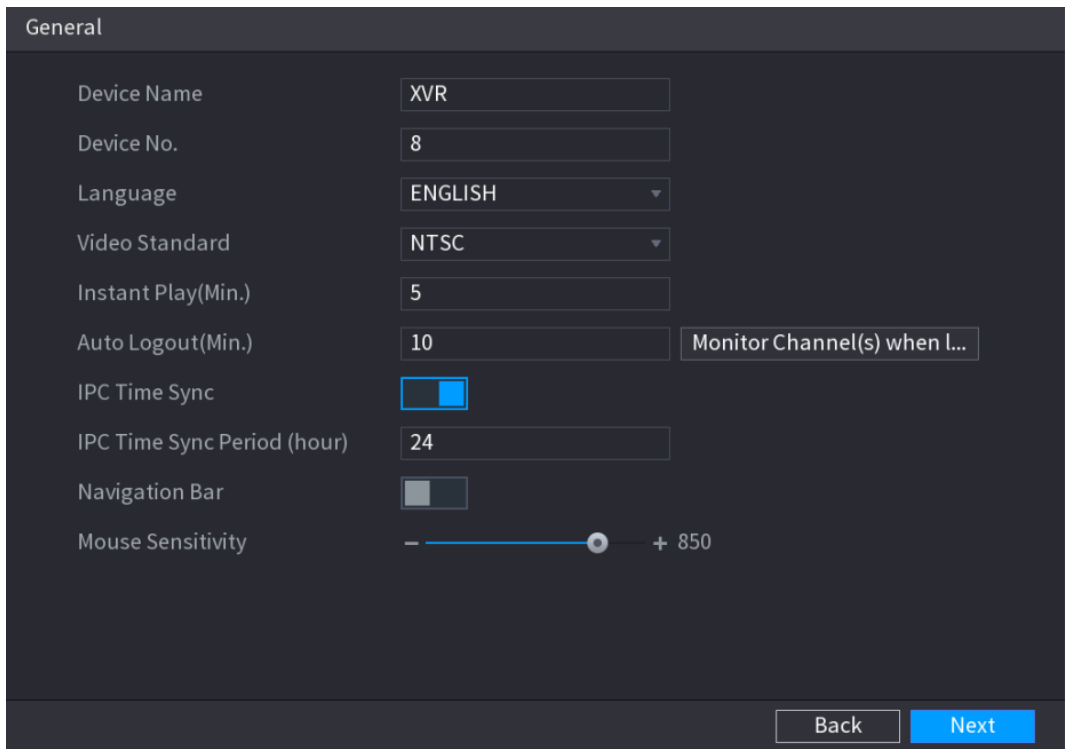 General
Device Name XVR
Device No. 8
Language ENGLISH
Video Standard NTSC
Instant Play(Min.) 5
Auto Logout(Min.) 10 Monitor Channel(s) when l...
IPC Time Sync
IPC Time Sync Period (hour) 24
Navigation Bar
Mouse Sensitivity − + 850
Back Next